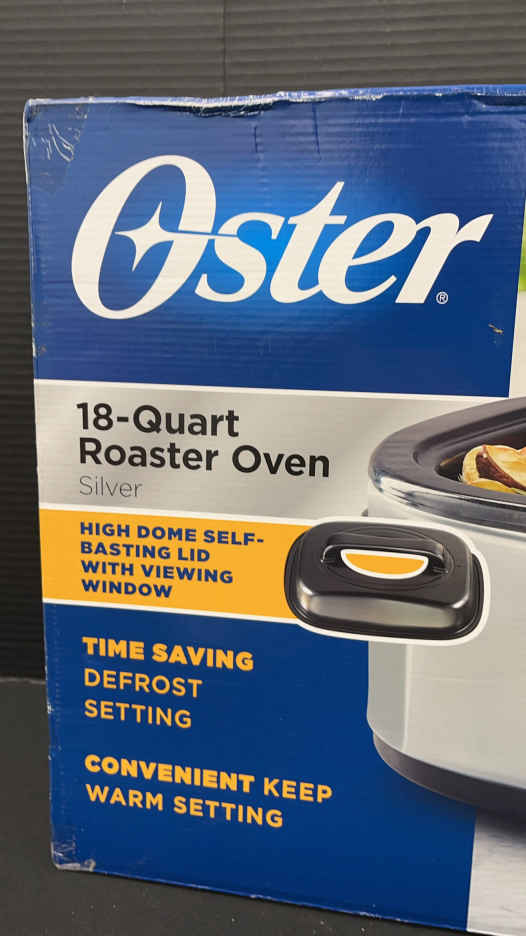 Oster®
18-Quart
Roaster Oven
Silver
HIGH DOME SELF-
BASTING LID
WITH VIEWING
WINDOW
TIME SAVING
DEFROST
SETTING
CONVENIENT KEEP
WARM SETTING